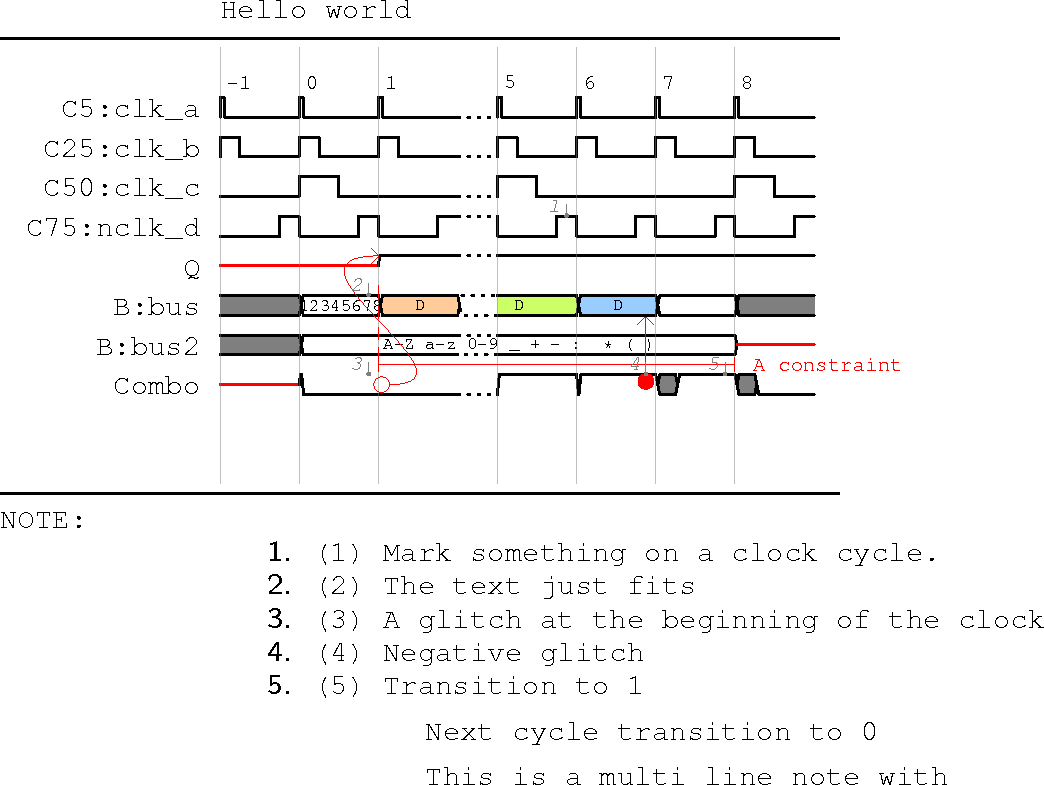 Hello world
-1 0 1 5 6 7 8
C5:clk_a
C25:clk_b
C50:clk_c
1
C75:nclk_d
Q
2
B:bus 12345678 D D D
B:bus2 A-Z a-z 0-9 _ + - : * ( )
3 4 5 A constraint
Combo
NOTE:
1. (1) Mark something on a clock cycle.
2. (2) The text just fits
3. (3) A glitch at the beginning of the clock
4. (4) Negative glitch
5. (5) Transition to 1
Next cycle transition to 0
This is a multi line note with